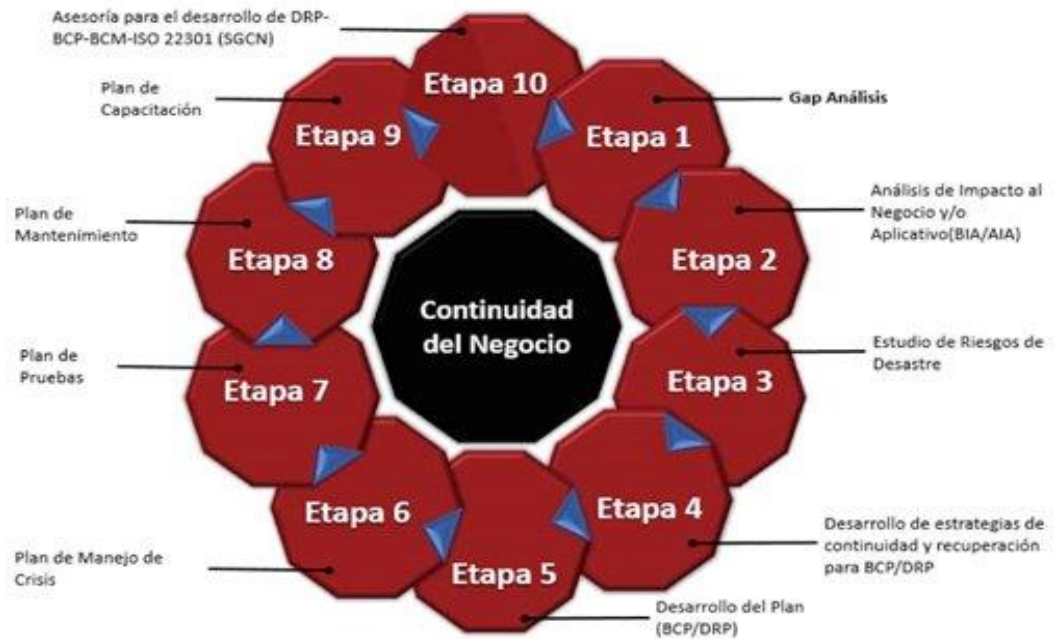 Asesoría para el desarrollo de DRP-
BCP-BCM-ISO 22301 (SGCN)
Etapa 10
Etapa 1
Gap Análisis
Etapa 2
Análisis de Impacto al
Negocio y/o
Aplicativo(BIA/AIA)
Etapa 3
Estudio de Riesgos de
Desastre
Etapa 4
Desarrollo de estrategias de
continuidad y recuperación
para BCP/DRP
Etapa 5
Desarrollo del Plan
(BCP/DRP)
Etapa 6
Plan de Manejo de
Crisis
Etapa 7
Plan de
Pruebas
Etapa 8
Plan de
Mantenimiento
Etapa 9
Plan de
Capacitación
Continuidad
del Negocio